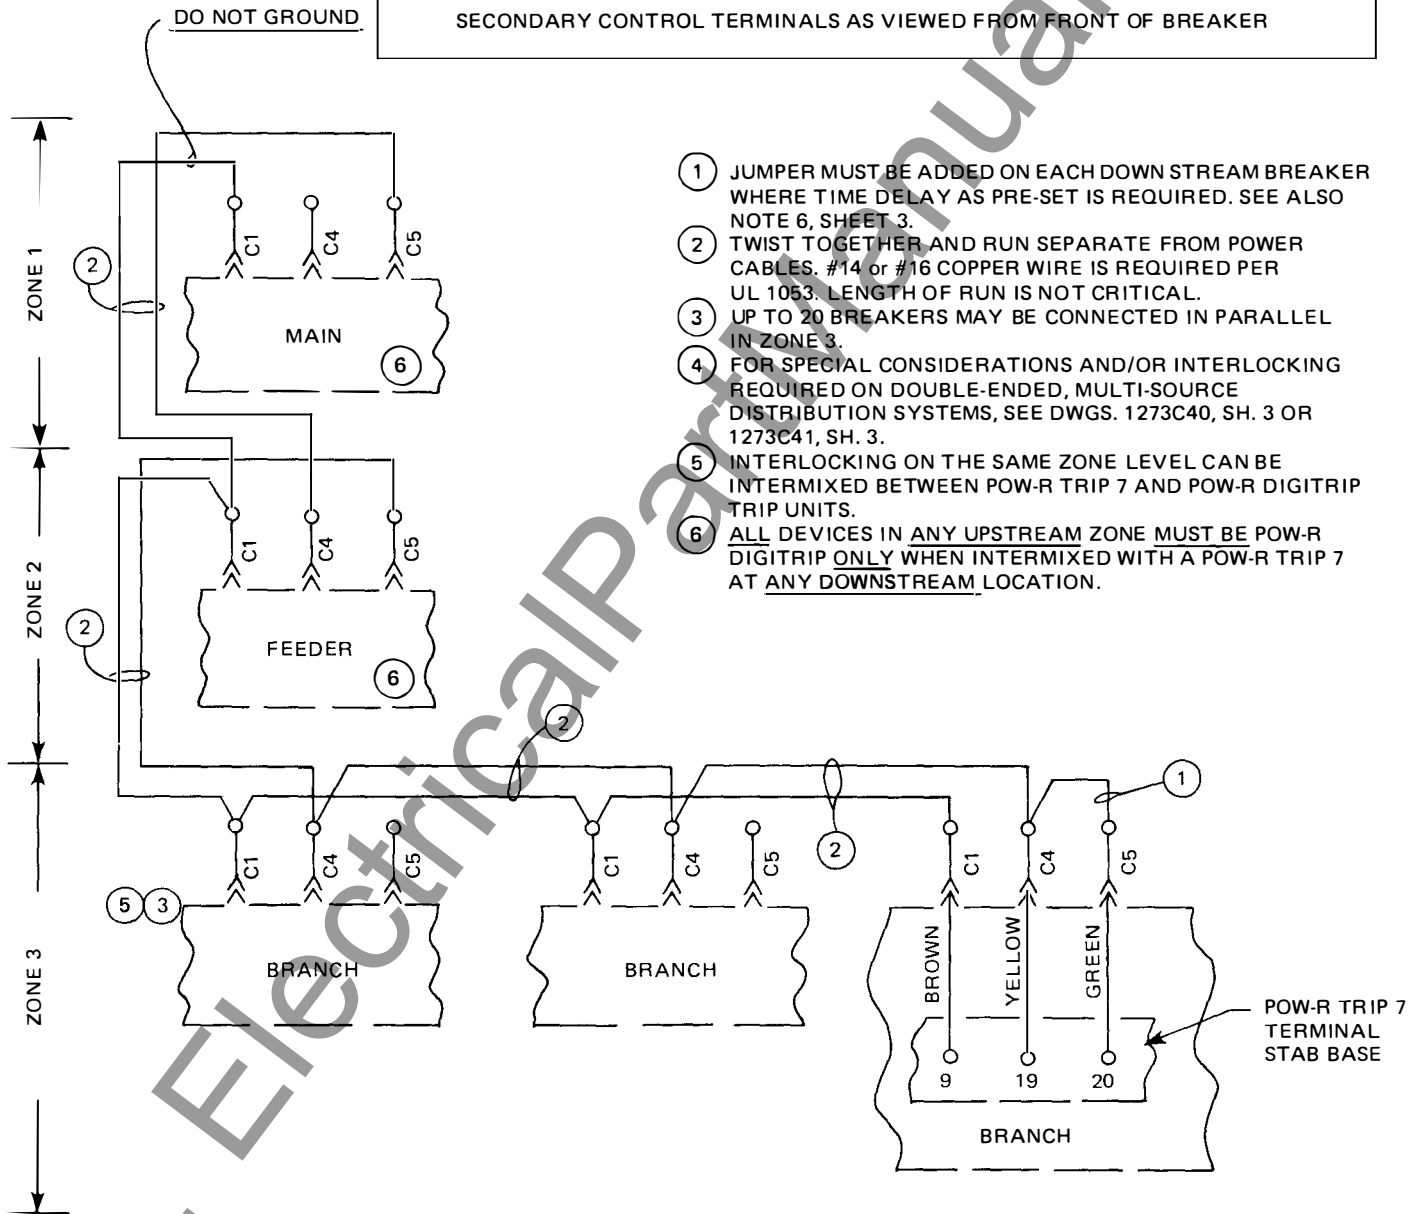 DO NOT GROUND
SECONDARY CONTROL TERMINALS AS VIEWED FROM FRONT OF BREAKER
1 JUMPER MUST BE ADDED ON EACH DOWN STREAM BREAKER
WHERE TIME DELAY AS PRE-SET IS REQUIRED. SEE ALSO
NOTE 6, SHEET 3.
2 TWIST TOGETHER AND RUN SEPARATE FROM POWER
CABLES. #14 or #16 COPPER WIRE IS REQUIRED PER
UL 1053. LENGTH OF RUN IS NOT CRITICAL.
3 UP TO 20 BREAKERS MAY BE CONNECTED IN PARALLEL
IN ZONE 3.
4 FOR SPECIAL CONSIDERATIONS AND/OR INTERLOCKING
REQUIRED ON DOUBLE-ENDED, MULTI-SOURCE
DISTRIBUTION SYSTEMS, SEE DWGS. 1273C40, SH. 3 OR
1273C41, SH. 3.
5 INTERLOCKING ON THE SAME ZONE LEVEL CAN BE
INTERMIXED BETWEEN POW-R TRIP 7 AND POW-R DIGITRIP
TRIP UNITS.
6 ALL DEVICES IN ANY UPSTREAM ZONE MUST BE POW-R
DIGITRIP ONLY WHEN INTERMIXED WITH A POW-R TRIP 7
AT ANY DOWNSTREAM LOCATION.
ZONE 1
2
C1
C4
C5
MAIN
6
ZONE 2
2
C1
C4
C5
FEEDER
6
2
1
2
ZONE 3
5 3
C1
C4
C5
BRANCH
C1
C4
C5
BRANCH
C1
C4
C5
BROWN
YELLOW
GREEN
9
19
20
BRANCH
POW-R TRIP 7
TERMINAL
STAB BASE
ElectricalPartManual